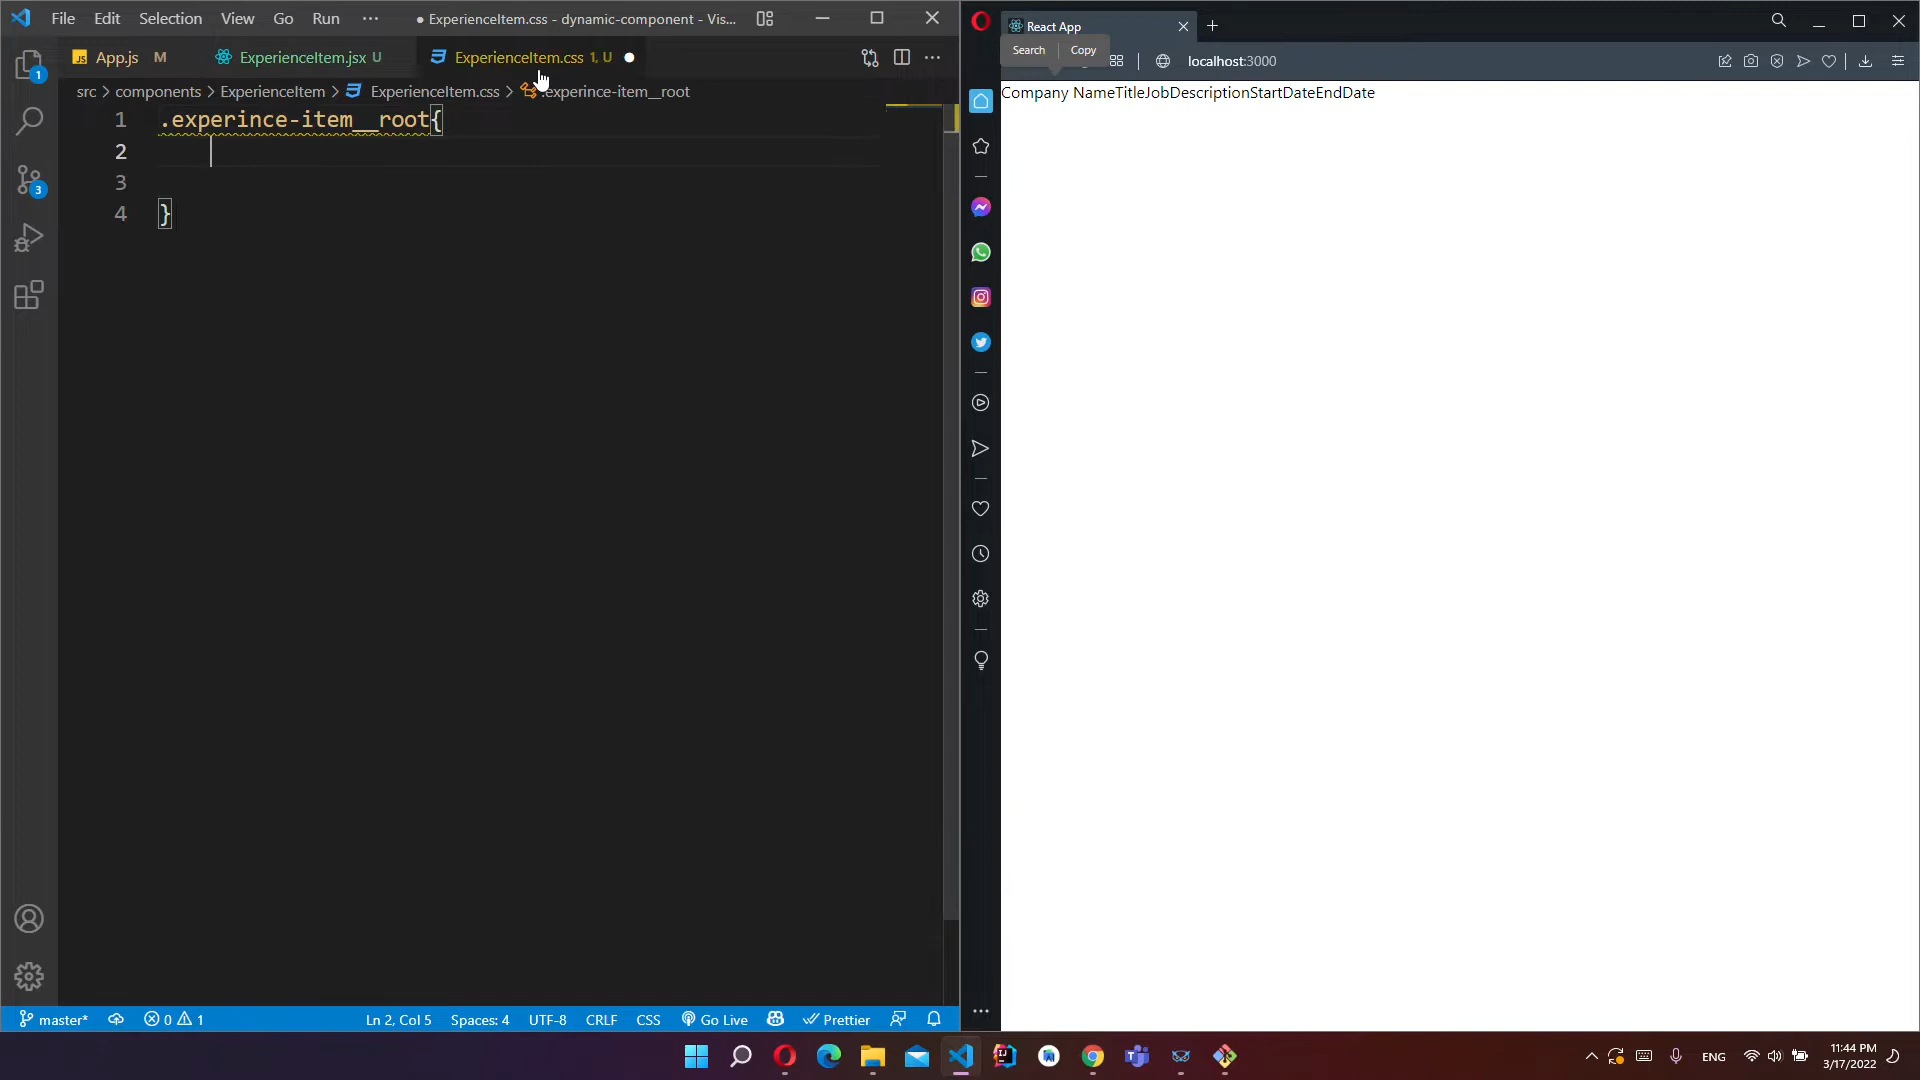 File Edit Selection View Go Run ··· ● ExperienceItem.css - dynamic-component - Vis...
App.js M ExperienceItem.jsx U ExperienceItem.css 1, U
src > components > ExperienceItem > ExperienceItem.css > .experince-item__root
1 .experince-item__root{
2
3
4 }
1
3
master* 0 1 Ln 2, Col 5 Spaces: 4 UTF-8 CRLF CSS Go Live Prettier
React App
Search Copy
localhost:3000
Company NameTitleJobDescriptionStartDateEndDate
ENG
11:44 PM
3/17/2022